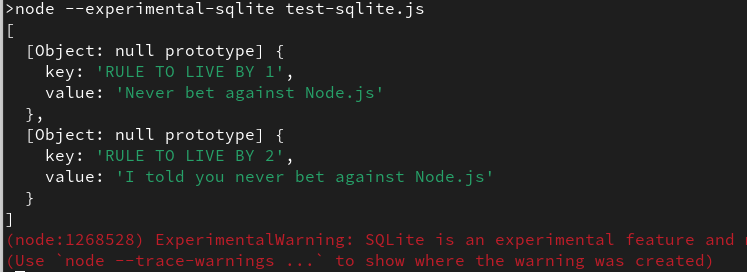 >node --experimental-sqlite test-sqlite.js
[
  [Object: null prototype] {
    key: 'RULE TO LIVE BY 1',
    value: 'Never bet against Node.js'
  },
  [Object: null prototype] {
    key: 'RULE TO LIVE BY 2',
    value: 'I told you never bet against Node.js'
  }
]
(node:1268528) ExperimentalWarning: SQLite is an experimental feature and
(Use `node --trace-warnings ...` to show where the warning was created)